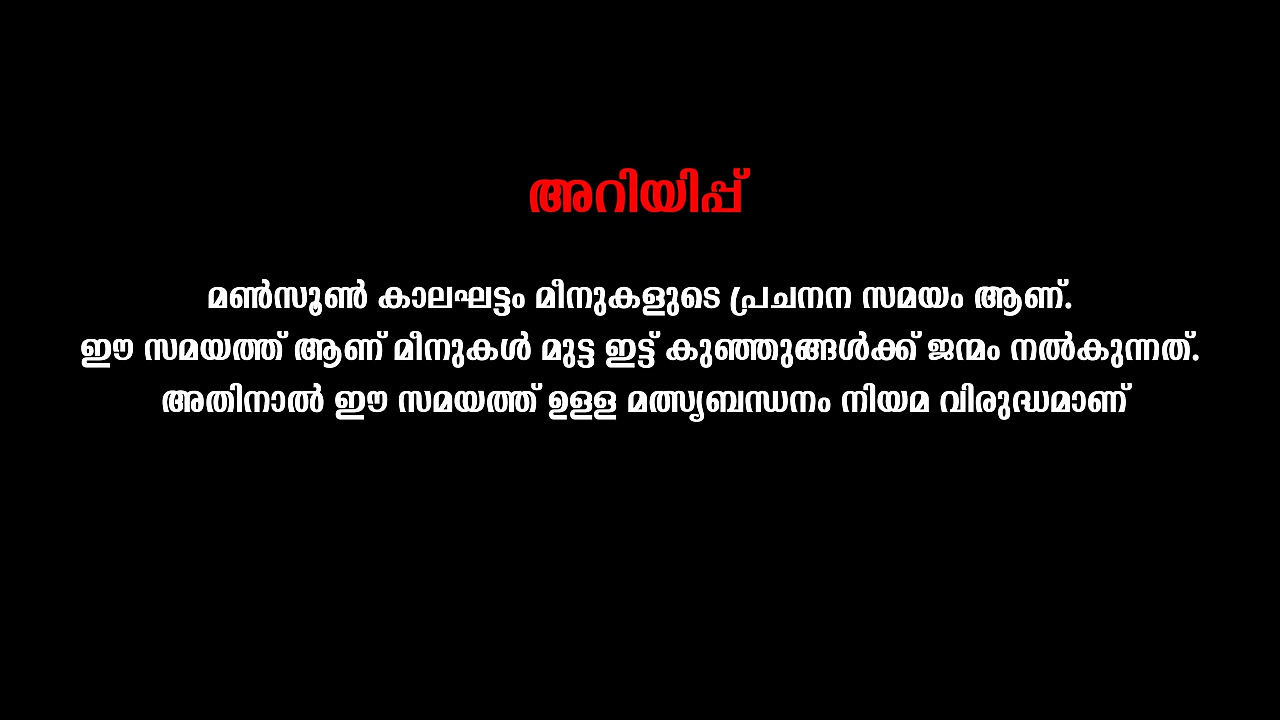 അറിയിപ്പ്
മൺസൂൺ കാലഘട്ടം മീനുകളുടെ പ്രചനന സമയം ആണ്.
ഈ സമയത്ത് ആണ് മീനുകൾ മുട്ട ഇട്ട് കുഞ്ഞുങ്ങൾക്ക് ജന്മം നൽകുന്നത്.
അതിനാൽ ഈ സമയത്ത് ഉള്ള മത്സ്യബന്ധനം നിയമ വിരുദ്ധമാണ്